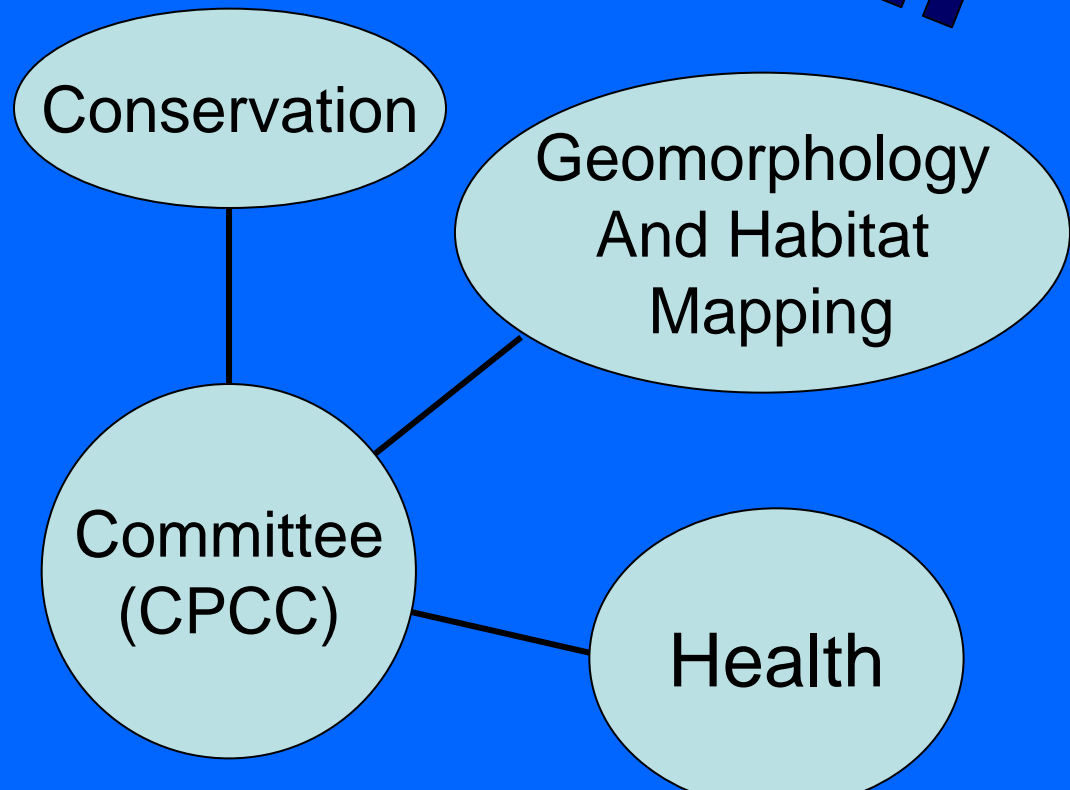 Conservation
Geomorphology
And Habitat
Mapping
Committee
(CPCC)
Health